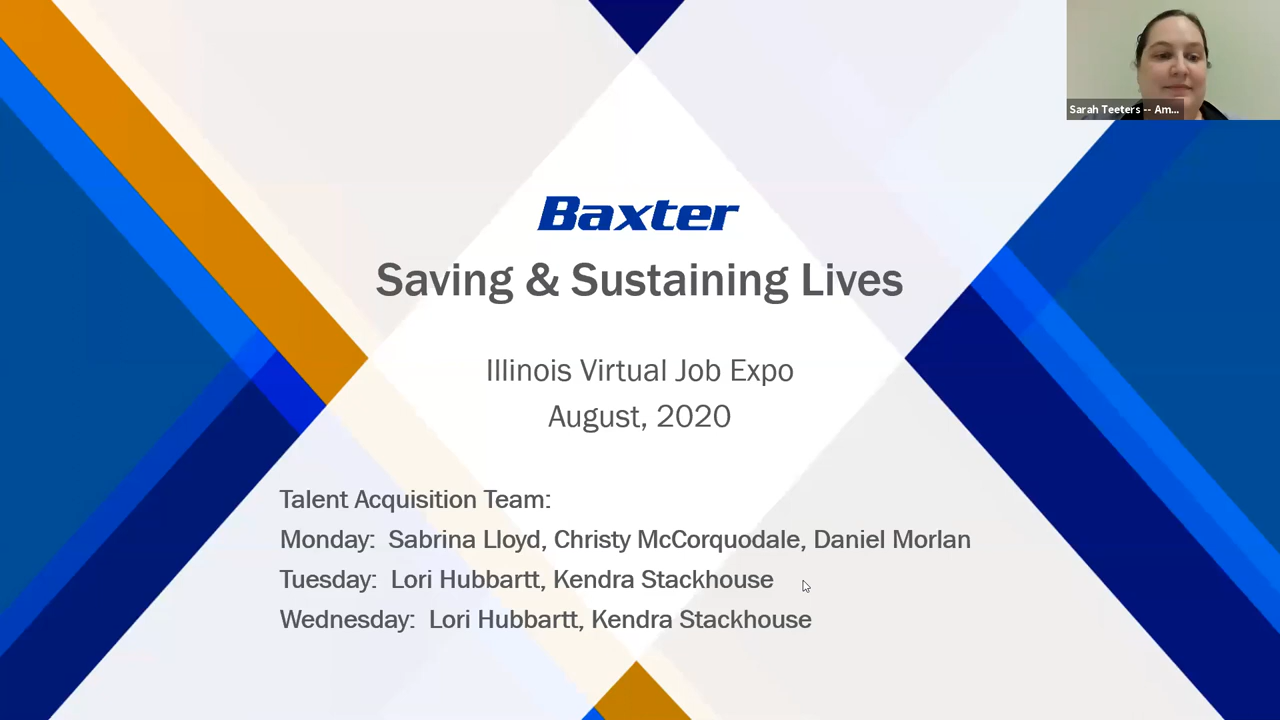 Sarah Teeters -- Am...
Baxter
Saving & Sustaining Lives
Illinois Virtual Job Expo
August, 2020
Talent Acquisition Team:
Monday: Sabrina Lloyd, Christy McCorquodale, Daniel Morlan
Tuesday: Lori Hubbartt, Kendra Stackhouse
Wednesday: Lori Hubbartt, Kendra Stackhouse